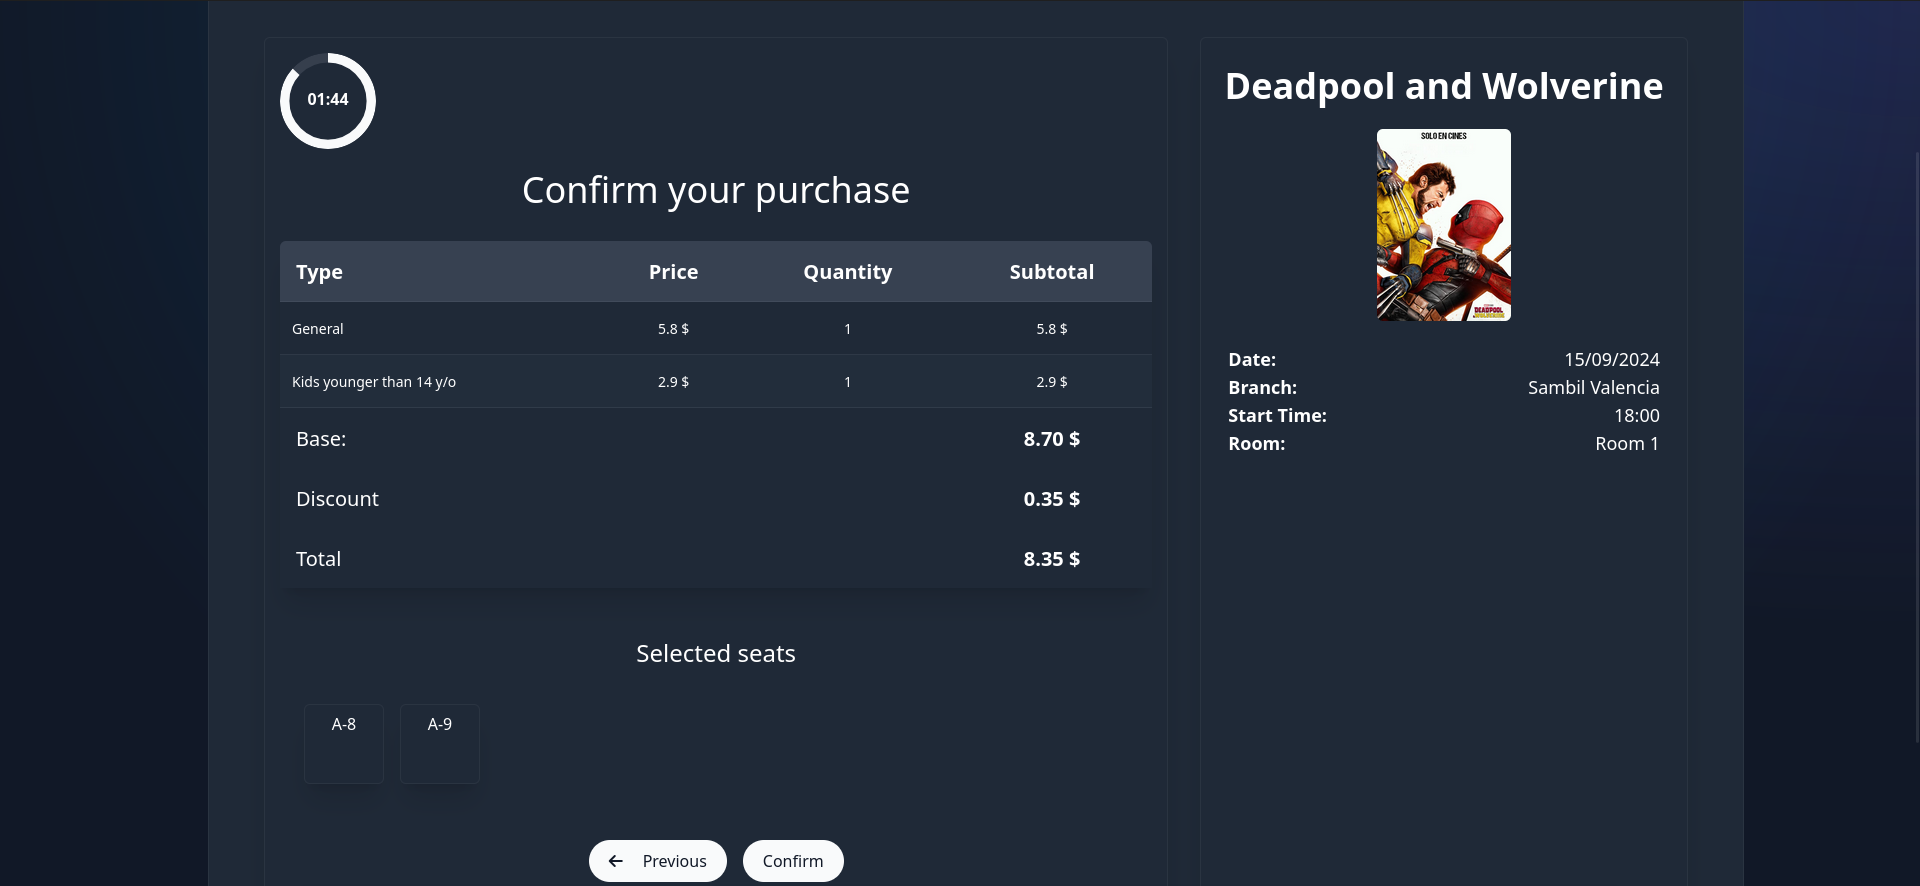 01:44
Confirm your purchase
Type Price Quantity Subtotal
General 5.8 $ 1 5.8 $
Kids younger than 14 y/o 2.9 $ 1 2.9 $
Base: 8.70 $
Discount 0.35 $
Total 8.35 $
Selected seats
A-8 A-9
Previous Confirm
Deadpool and Wolverine
SOLO EN CINES
DEADPOOL
Date: 15/09/2024
Branch: Sambil Valencia
Start Time: 18:00
Room: Room 1